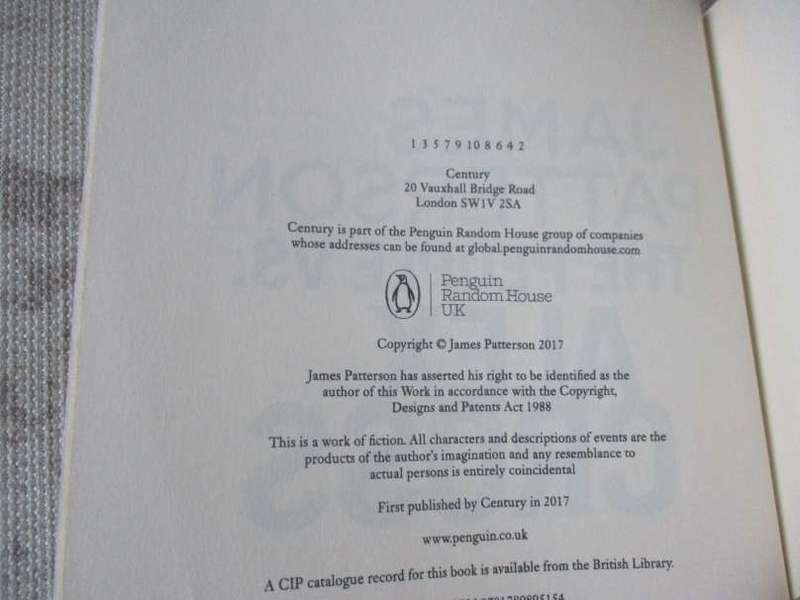 1 3 5 7 9 10 8 6 4 2
Century
20 Vauxhall Bridge Road
London SW1V 2SA
Century is part of the Penguin Random House group of companies
whose addresses can be found at global.penguinrandomhouse.com
Penguin
Random House
UK
Copyright © James Patterson 2017
James Patterson has asserted his right to be identified as the
author of this Work in accordance with the Copyright,
Designs and Patents Act 1988
This is a work of fiction. All characters and descriptions of events are the
products of the author's imagination and any resemblance to
actual persons is entirely coincidental
First published by Century in 2017
www.penguin.co.uk
A CIP catalogue record for this book is available from the British Library.